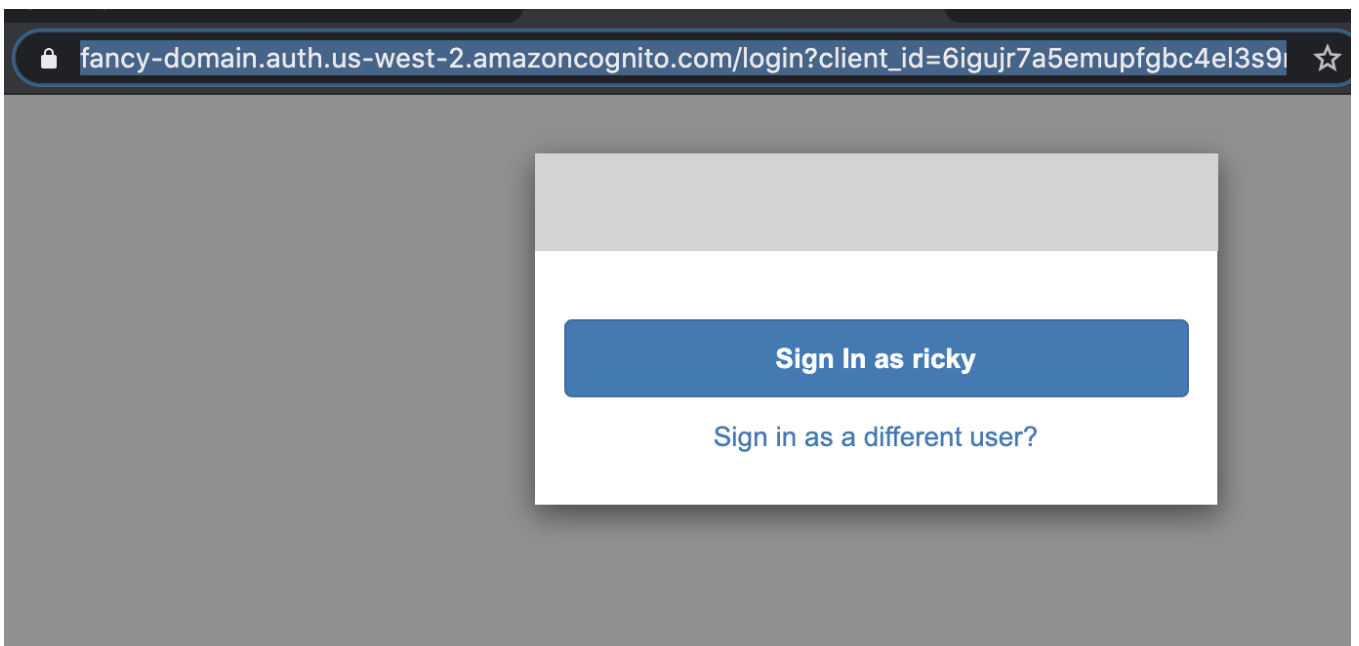 fancy-domain.auth.us-west-2.amazoncognito.com/login?client_id=6igujr7a5emupfgbc4el3s9
Sign In as ricky
Sign in as a different user?